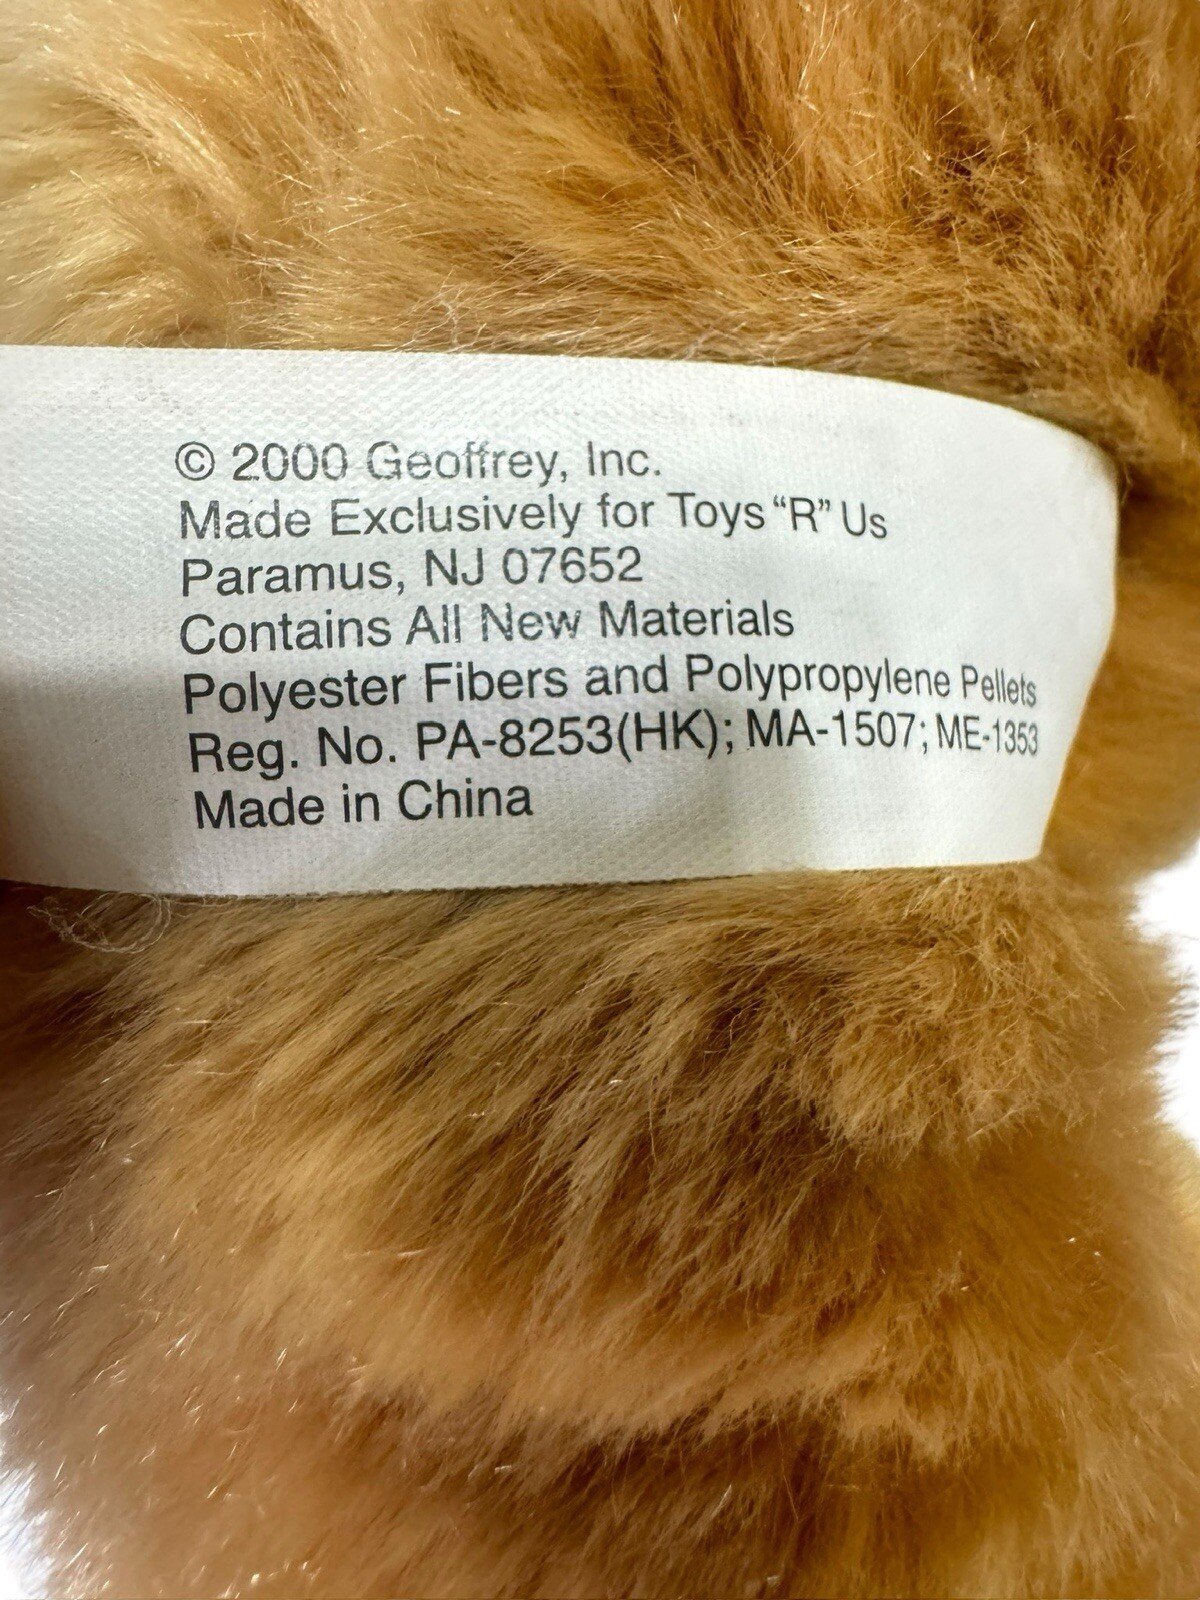 © 2000 Geoffrey, Inc.
Made Exclusively for Toys “R” Us
Paramus, NJ 07652
Contains All New Materials
Polyester Fibers and Polypropylene Pellets
Reg. No. PA-8253(HK); MA-1507; ME-1353
Made in China